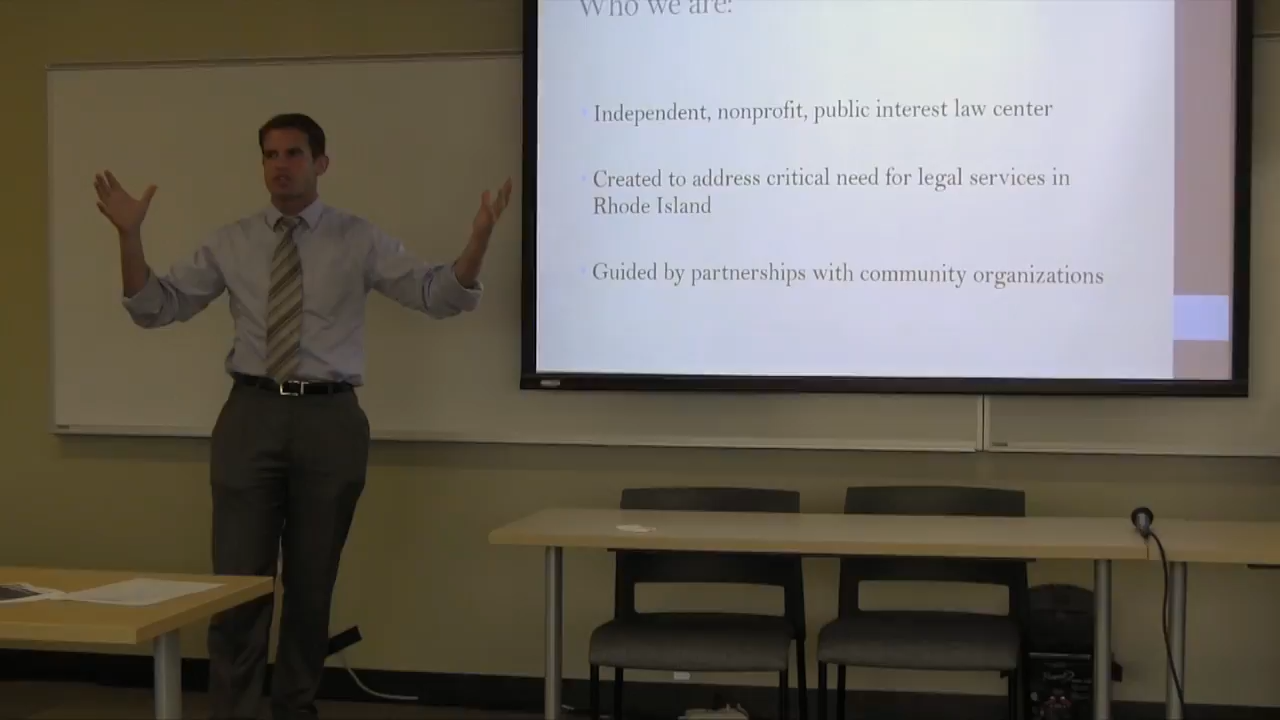 Who we are:
Independent, nonprofit, public interest law center
Created to address critical need for legal services in
Rhode Island
Guided by partnerships with community organizations